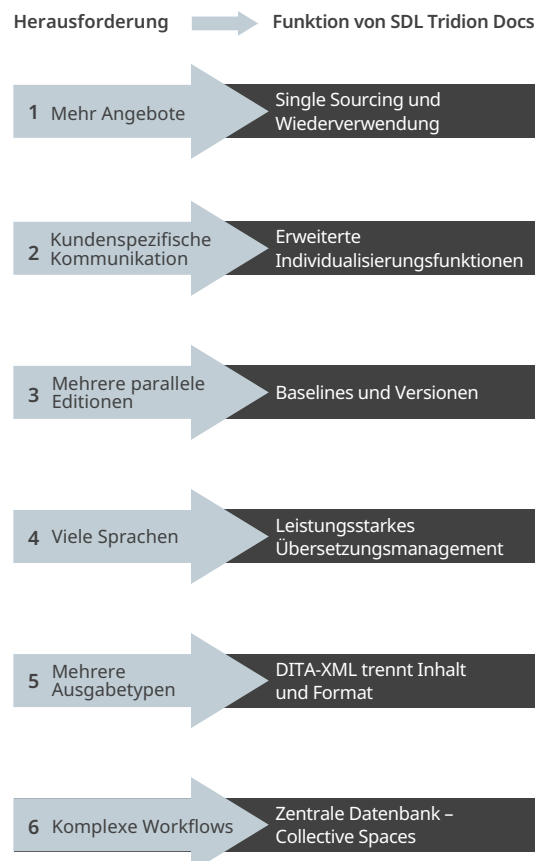 Herausforderung
Funktion von SDL Tridion Docs
1 Mehr Angebote
Single Sourcing und
Wiederverwendung
2 Kundenspezifische
Kommunikation
Erweiterte
Individualisierungsfunktionen
3 Mehrere parallele
Editionen
Baselines und Versionen
4 Viele Sprachen
Leistungsstarkes
Übersetzungsmanagement
5 Mehrere
Ausgabetypen
DITA-XML trennt Inhalt
und Format
6 Komplexe Workflows
Zentrale Datenbank –
Collective Spaces